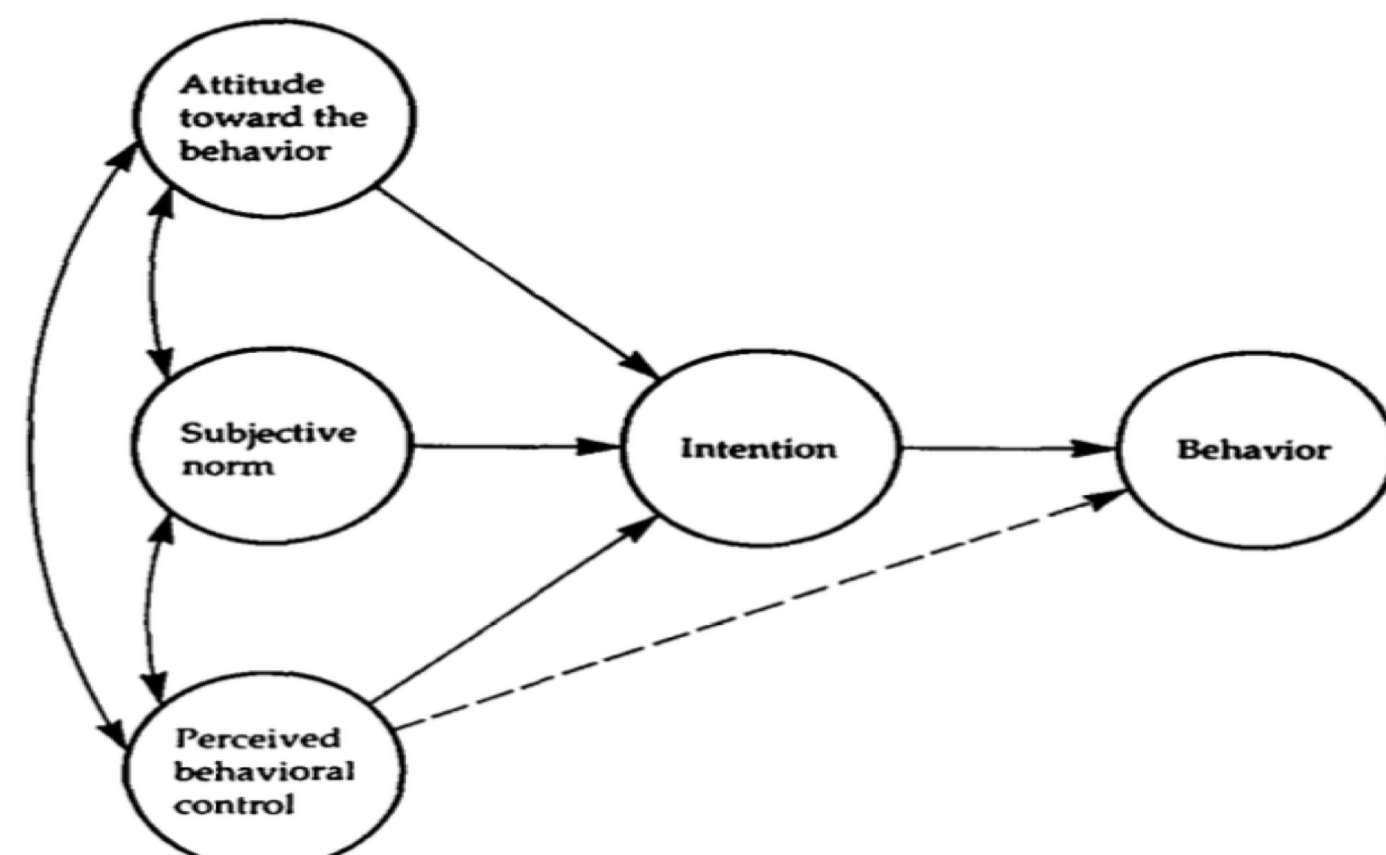 Attitude
toward the
behavior
Subjective
norm
Intention
Behavior
Perceived
behavioral
control